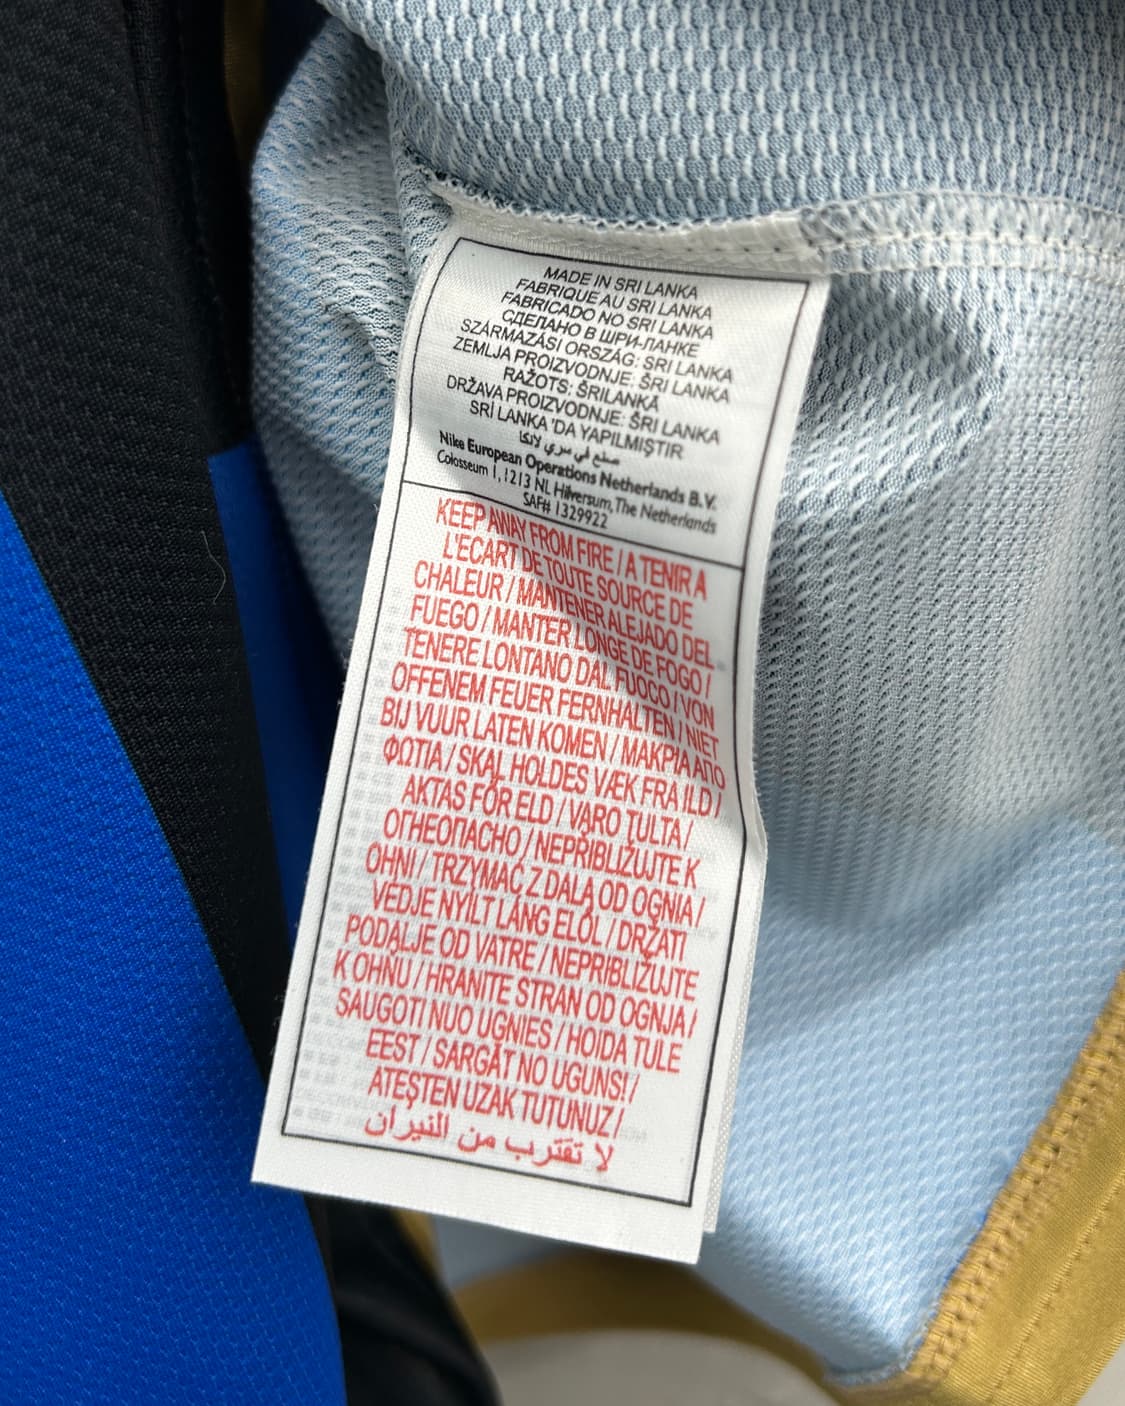 MADE IN SRI LANKA
FABRIQUE AU SRI LANKA
FABRICADO NO SRI LANKA
СДЕЛАНО В ШРИ-ЛАНКЕ
SZÁRMAZÁSI ORSZÁG: SRI LANKA
ZEMLJA PROIZVODNJE: ŠRI LANKA
RAŽOTS: ŠRILANKĀ
DRŽAVA PROIZVODNJE: ŠRI LANKA
SRİ LANKA 'DA YAPILMIŞTIR
صنع في سري لانكا
Nike European Operations Netherlands B.V.
Colosseum 1, 1213 NL Hilversum, The Netherlands
SAF# 1329922
KEEP AWAY FROM FIRE / A TENIR A
L'ECART DE TOUTE SOURCE DE
CHALEUR / MANTENER ALEJADO DEL
FUEGO / MANTER LONGE DE FOGO /
TENERE LONTANO DAL FUOCO / VON
OFFENEM FEUER FERNHALTEN / NIET
BIJ VUUR LATEN KOMEN / ΜΑΚΡΙΑ ΑΠΟ
ΦΩΤΙΑ / SKAL HOLDES VÆK FRA ILD /
AKTAS FÖR ELD / VARO TULTA /
ОГНЕОПАСНО / NEPŘIBLIŽUJTE K
OHNI / TRZYMAĆ Z DALA OD OGNIA /
VÉDJE NYÍLT LÁNG ELŐL / DRŽATI
PODALJE OD VATRE / NEPRIBLIŽUJTE
K OHŇU / HRANITE STRAN OD OGNJA /
SAUGOTI NUO UGNIES / HOIDA TULE
EEST / SARGĀT NO UGUNS! /
ATEŞTEN UZAK TUTUNUZ /
لا تقترب من النيران